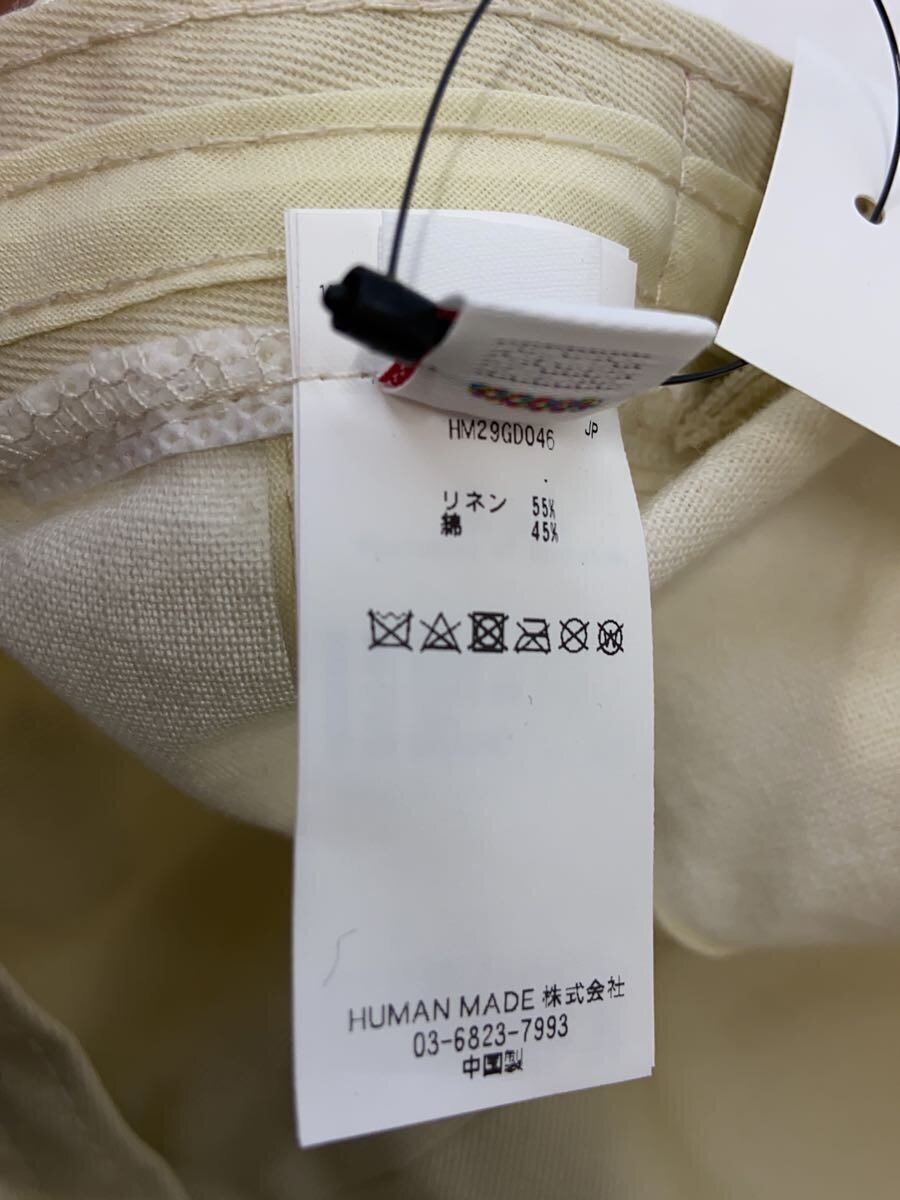 HM29GD046 JP
リネン 55%
綿 45%
HUMAN MADE 株式会社
03-6823-7993
中国製